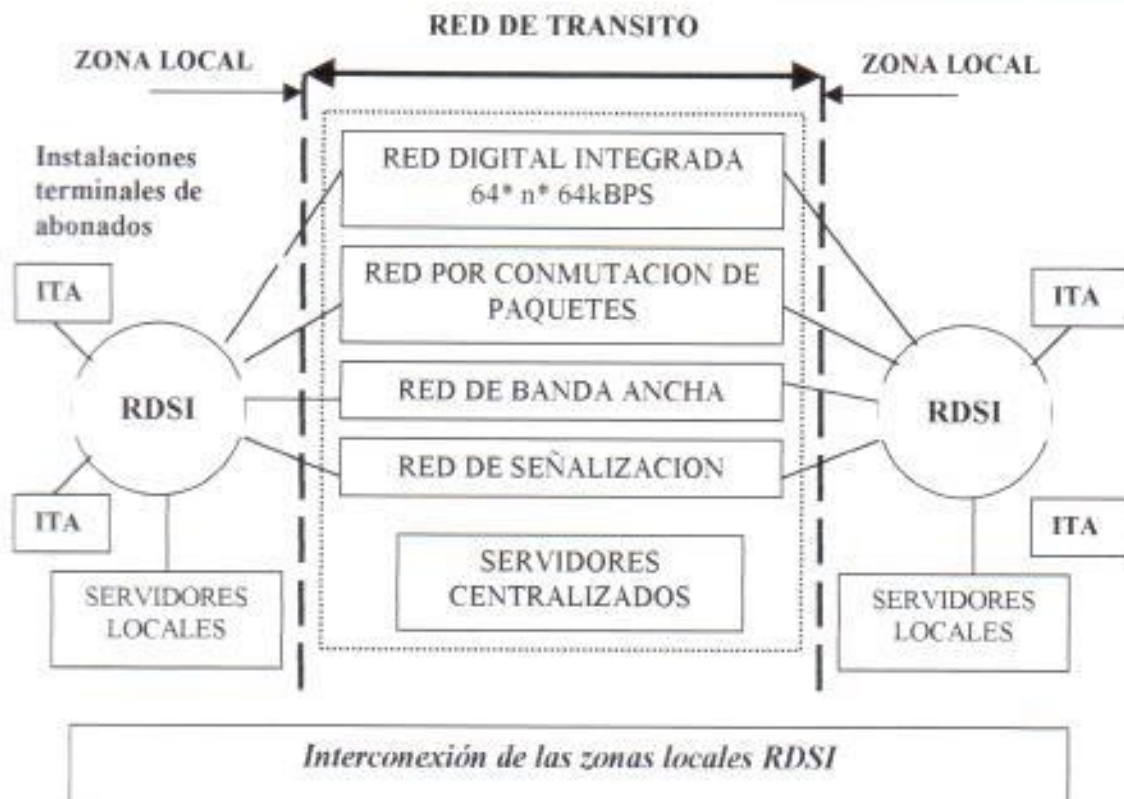 RED DE TRANSITO
ZONA LOCAL
ZONA LOCAL
Instalaciones
terminales de
abonados
RED DIGITAL INTEGRADA
64* n* 64kBPS
RED POR CONMUTACION DE
PAQUETES
RED DE BANDA ANCHA
RED DE SEÑALIZACION
SERVIDORES
CENTRALIZADOS
ITA
RDSI
ITA
SERVIDORES
LOCALES
ITA
RDSI
ITA
SERVIDORES
LOCALES
Interconexión de las zonas locales RDSI